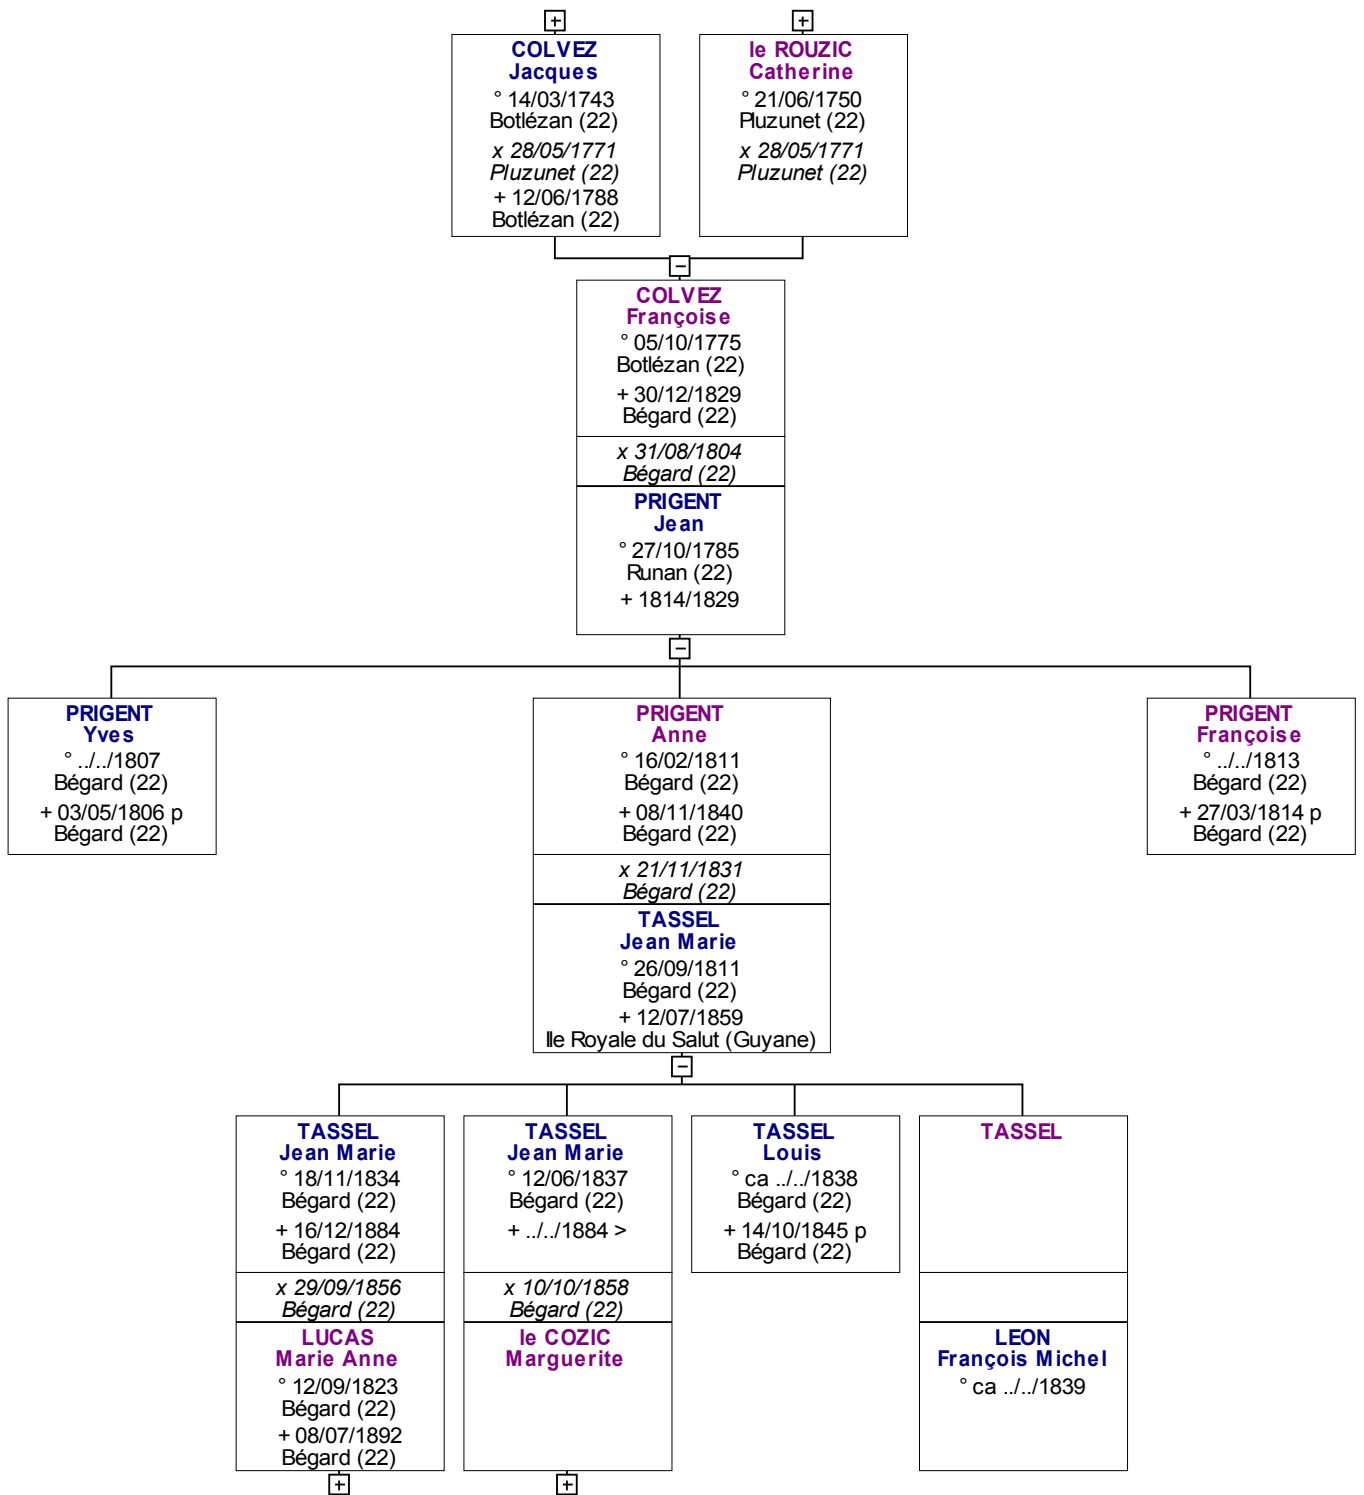 COLVEZ
Jacques
° 14/03/1743
Botlézan (22)
x 28/05/1771
Pluzunet (22)
+ 12/06/1788
Botlézan (22)
le ROUZIC
Catherine
° 21/06/1750
Pluzunet (22)
x 28/05/1771
Pluzunet (22)
COLVEZ
Françoise
° 05/10/1775
Botlézan (22)
+ 30/12/1829
Bégard (22)
x 31/08/1804
Bégard (22)
PRIGENT
Jean
° 27/10/1785
Runan (22)
+ 1814/1829
PRIGENT
Yves
° ../../1807
Bégard (22)
+ 03/05/1806 p
Bégard (22)
PRIGENT
Anne
° 16/02/1811
Bégard (22)
+ 08/11/1840
Bégard (22)
x 21/11/1831
Bégard (22)
TASSEL
Jean Marie
° 26/09/1811
Bégard (22)
+ 12/07/1859
Ile Royale du Salut (Guyane)
PRIGENT
Françoise
° ../../1813
Bégard (22)
+ 27/03/1814 p
Bégard (22)
TASSEL
Jean Marie
° 18/11/1834
Bégard (22)
+ 16/12/1884
Bégard (22)
x 29/09/1856
Bégard (22)
LUCAS
Marie Anne
° 12/09/1823
Bégard (22)
+ 08/07/1892
Bégard (22)
TASSEL
Jean Marie
° 12/06/1837
Bégard (22)
+ ../../1884 >
x 10/10/1858
Bégard (22)
le COZIC
Marguerite
TASSEL
Louis
° ca ../../1838
Bégard (22)
+ 14/10/1845 p
Bégard (22)
TASSEL
LEON
François Michel
° ca ../../1839